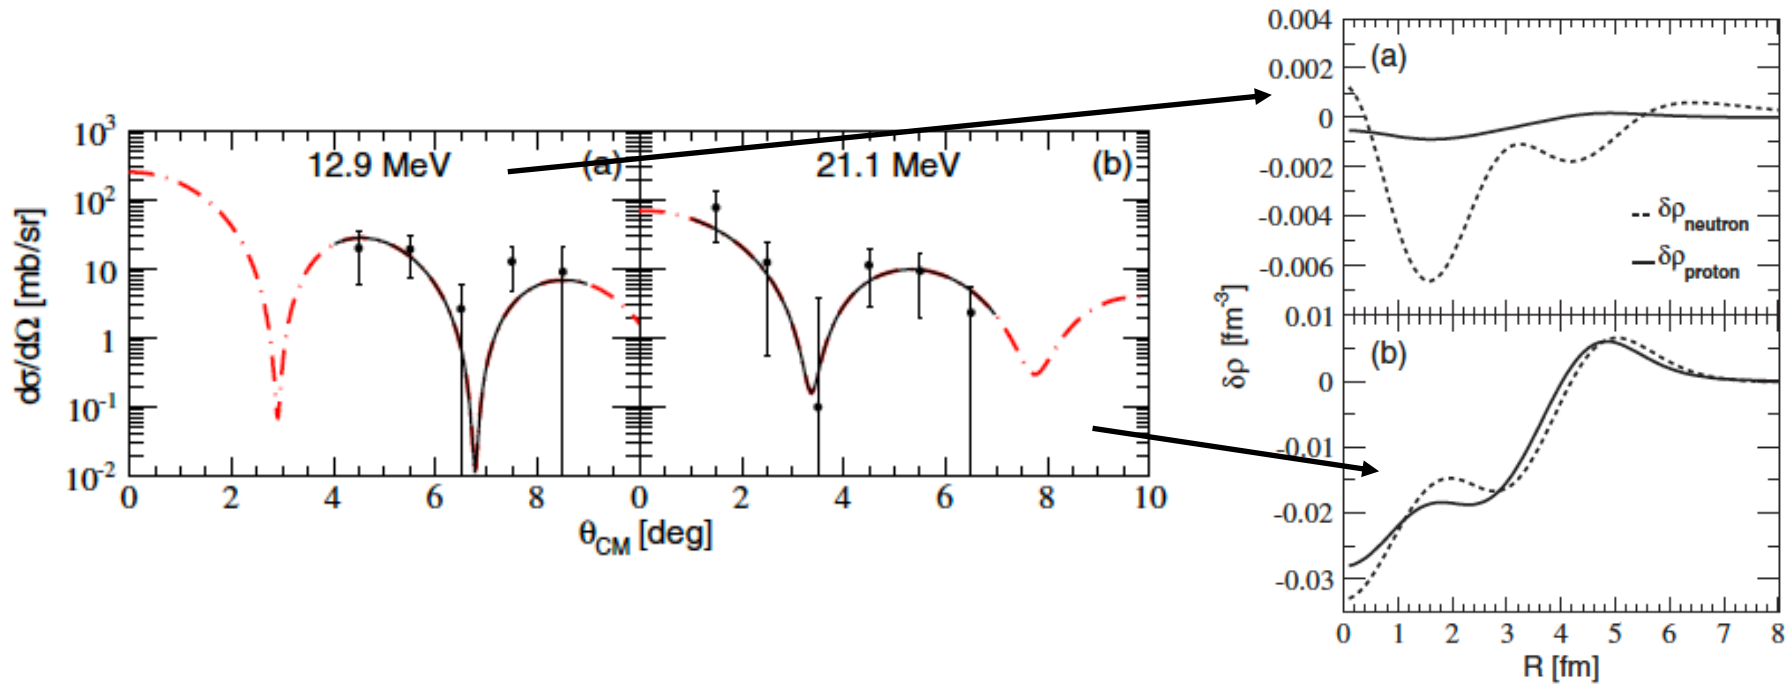 12.9 MeV (a)
21.1 MeV (b)
10³
10²
10
1
10⁻¹
10⁻²
dσ/dΩ [mb/sr]
0 2 4 6 8 0 2 4 6 8 10
θCM [deg]
(a)
0.004
0.002
0
-0.002
-0.004
-0.006
δρneutron
δρproton
δρ [fm⁻³]
(b)
0.01
0
-0.01
-0.02
-0.03
0 1 2 3 4 5 6 7 8
R [fm]